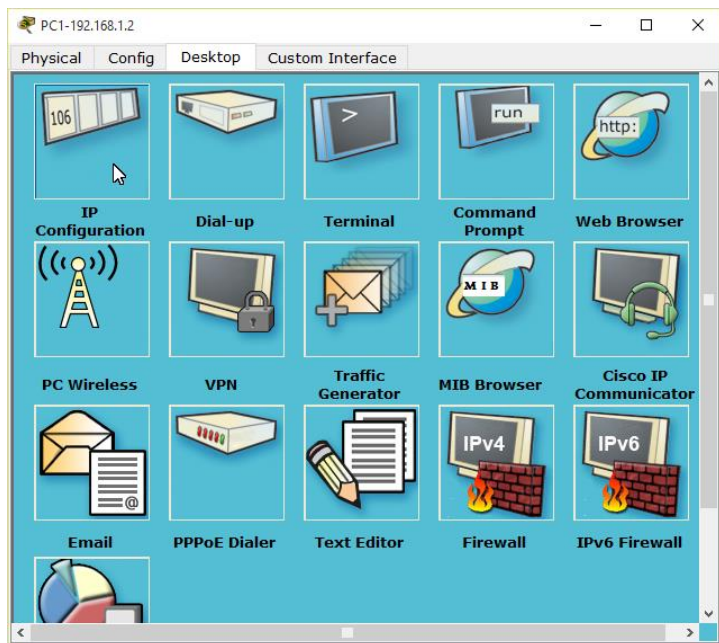 PC1-192.168.1.2
Physical Config Desktop Custom Interface
106
>
run
http:
IP
Configuration
Dial-up
Terminal
Command
Prompt
Web Browser
MIB
?
PC Wireless
VPN
Traffic
Generator
MIB Browser
Cisco IP
Communicator
@
IPv4
IPv6
Email
PPPoE Dialer
Text Editor
Firewall
IPv6 Firewall